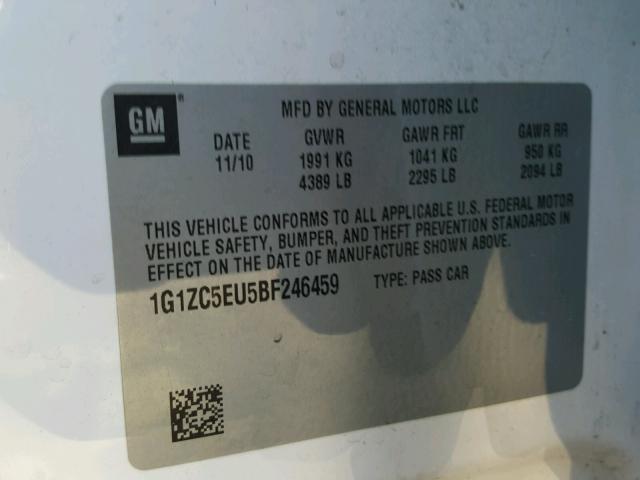 GM ®
MFD BY GENERAL MOTORS LLC
DATE GVWR GAWR FRT GAWR RR
11/10 1991 KG 1041 KG 950 KG
4389 LB 2295 LB 2094 LB
THIS VEHICLE CONFORMS TO ALL APPLICABLE U.S. FEDERAL MOTOR
VEHICLE SAFETY, BUMPER, AND THEFT PREVENTION STANDARDS IN
EFFECT ON THE DATE OF MANUFACTURE SHOWN ABOVE.
1G1ZC5EU5BF246459 TYPE: PASS CAR